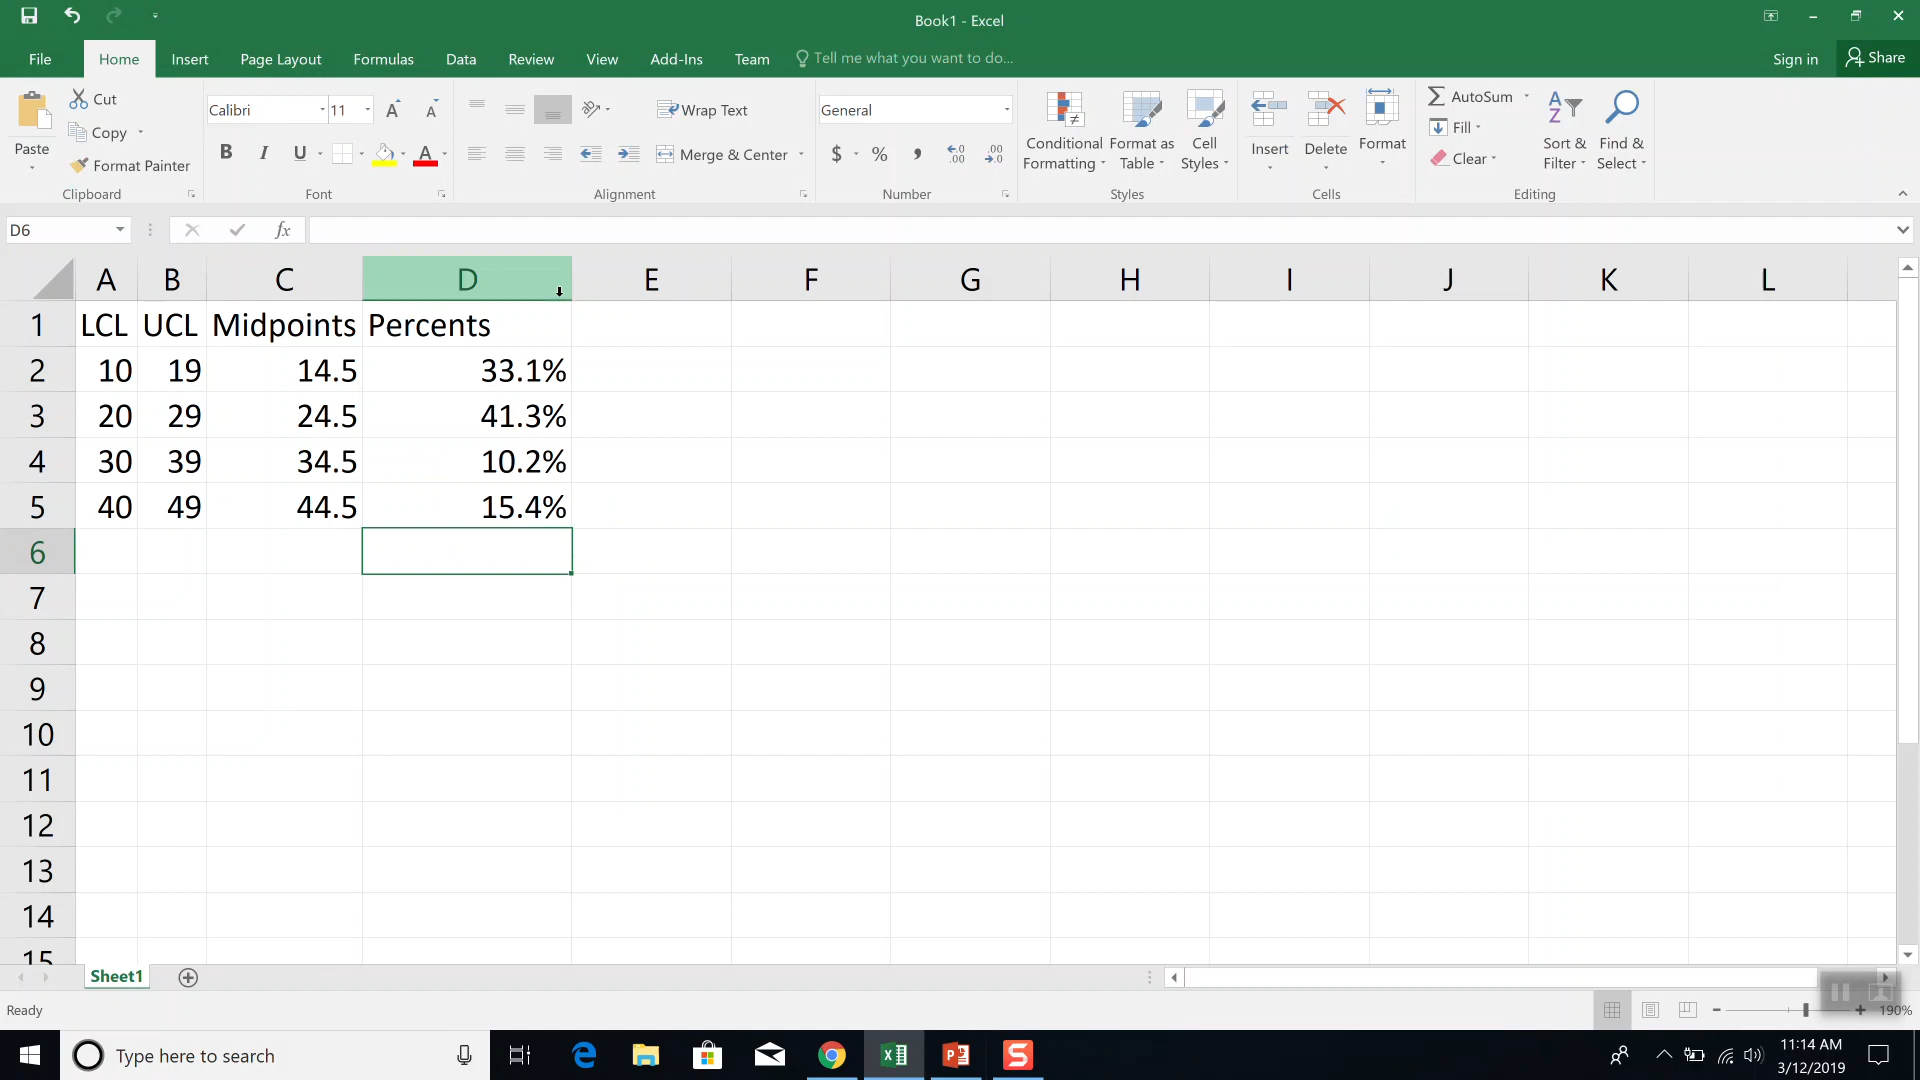 Book1 - Excel
File Home Insert Page Layout Formulas Data Review View Add-Ins Team Tell me what you want to do... Sign in Share
Paste
Cut
Copy
Format Painter
Clipboard
Calibri 11
B I U A
Font
Wrap Text
Merge & Center
Alignment
General
$ % , .00 .00
Number
Conditional Formatting
Format as Table
Cell Styles
Styles
Insert Delete Format
Cells
AutoSum
Fill
Clear
Sort & Filter
Find & Select
Editing
D6 fx
A B C D E F G H I J K L
1 LCL UCL Midpoints Percents
2 10 19 14.5 33.1%
3 20 29 24.5 41.3%
4 30 39 34.5 10.2%
5 40 49 44.5 15.4%
6
7
8
9
10
11
12
13
14
15
Sheet1
Ready 190%
Type here to search
11:14 AM
3/12/2019